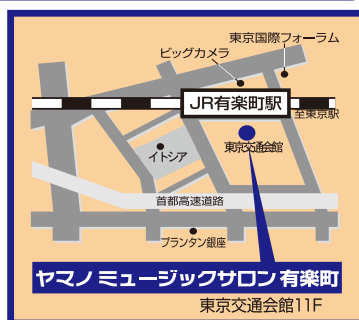 東京国際フォーラム
ビッグカメラ
JR有楽町駅
至東京駅
東京交通会館
イトシア
首都高速道路
プランタン銀座
ヤマノ ミュージックサロン 有楽町
東京交通会館11F